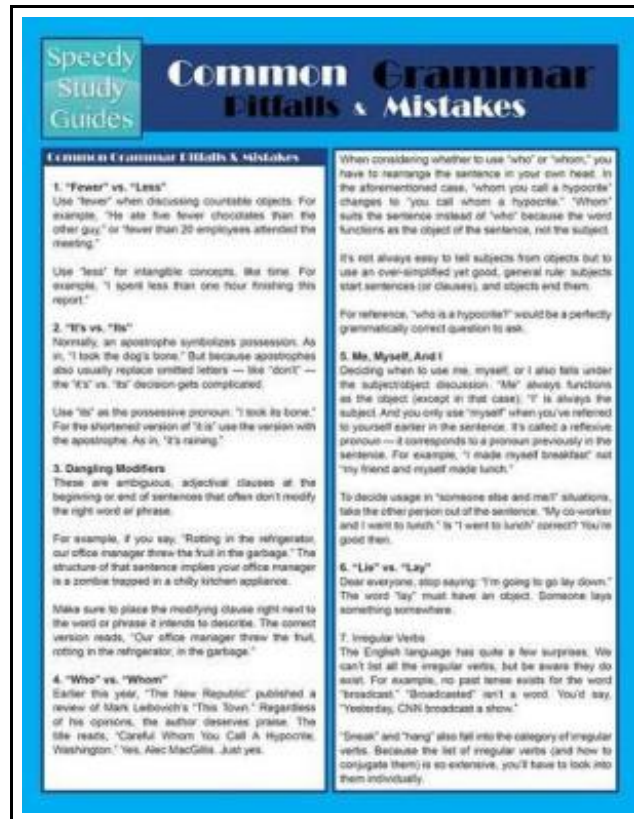 Speedy
Study
Guides
Common Grammar
Pitfalls & Mistakes
Common Grammar Pitfalls & Mistakes
1. "Fewer" vs. "Less"
Use "fewer" when discussing countable objects. For
example, "He ate five fewer chocolates than the
other guy," or "fewer than 20 employees attended the
meeting."
Use "less" for intangible concepts, like time. For
example, "I spent less than one hour finishing this
report."
2. "It's vs. "Its"
Normally, an apostrophe symbolizes possession. As
in, "I took the dog's bone." But because apostrophes
also usually replace omitted letters — like "don't" —
the "it's" vs. "its" decision gets complicated.
Use "its" as the possessive pronoun. "I took its bone."
For the shortened version of "it is" use the version with
the apostrophe. As in, "it's raining."
3. Dangling Modifiers
These are ambiguous, adjectival clauses at the
beginning or end of sentences that often don't modify
the right word or phrase.
For example, if you say, "Rotting in the refrigerator,
our office manager threw the fruit in the garbage." The
structure of that sentence implies your office manager
is a zombie trapped in a chilly kitchen appliance.
Make sure to place the modifying clause right next to
the word or phrase it intends to describe. The correct
version reads, "Our office manager threw the fruit,
rotting in the refrigerator, in the garbage."
4. "Who" vs. "Whom"
Earlier this year, "The New Republic" published a
review of Mark Leibovich's "This Town." Regardless
of his opinions, the author deserves praise. The
title reads, "Careful Whom You Call A Hypocrite,
Washington." Yes, Alec MacGillis. Just yes.
When considering whether to use "who" or "whom," you
have to rearrange the sentence in your own head. In
the aforementioned case, "whom you call a hypocrite"
changes to "you call whom a hypocrite." "Whom"
suits the sentence instead of "who" because the word
functions as the object of the sentence, not the subject.
It's not always easy to tell subjects from objects but to
use an over-simplified yet good, general rule: subjects
start sentences (or clauses), and objects end them.
For reference, "who is a hypocrite?" would be a perfectly
grammatically correct question to ask.
5. Me, Myself, And I
Deciding when to use me, myself, or I also falls under
the subject/object discussion. "Me" always functions
as the object (except in that case); "I" is always the
subject. And you only use "myself" when you've referred
to yourself earlier in the sentence. It's called a reflexive
pronoun — it corresponds to a pronoun previously in the
sentence. For example, "I made myself breakfast" not
"my friend and myself made lunch."
To decide usage in "someone else and me/I" situations,
take the other person out of the sentence. "My co-worker
and I went to lunch." Is "I went to lunch" correct? You're
good then.
6. "Lie" vs. "Lay"
Dear everyone, stop saying: "I'm going to go lay down."
The word "lay" must have an object. Someone lays
something somewhere.
7. Irregular Verbs
The English language has quite a few surprises. We
can't list all the irregular verbs, but be aware they do
exist. For example, no past tense exists for the word
"broadcast." "Broadcasted" isn't a word. You'd say,
"Yesterday, CNN broadcast a show."
"Sneak" and "hang" also fall into the category of irregular
verbs. Because the list of irregular verbs (and how to
conjugate them) is so extensive, you'll have to look into
them individually.